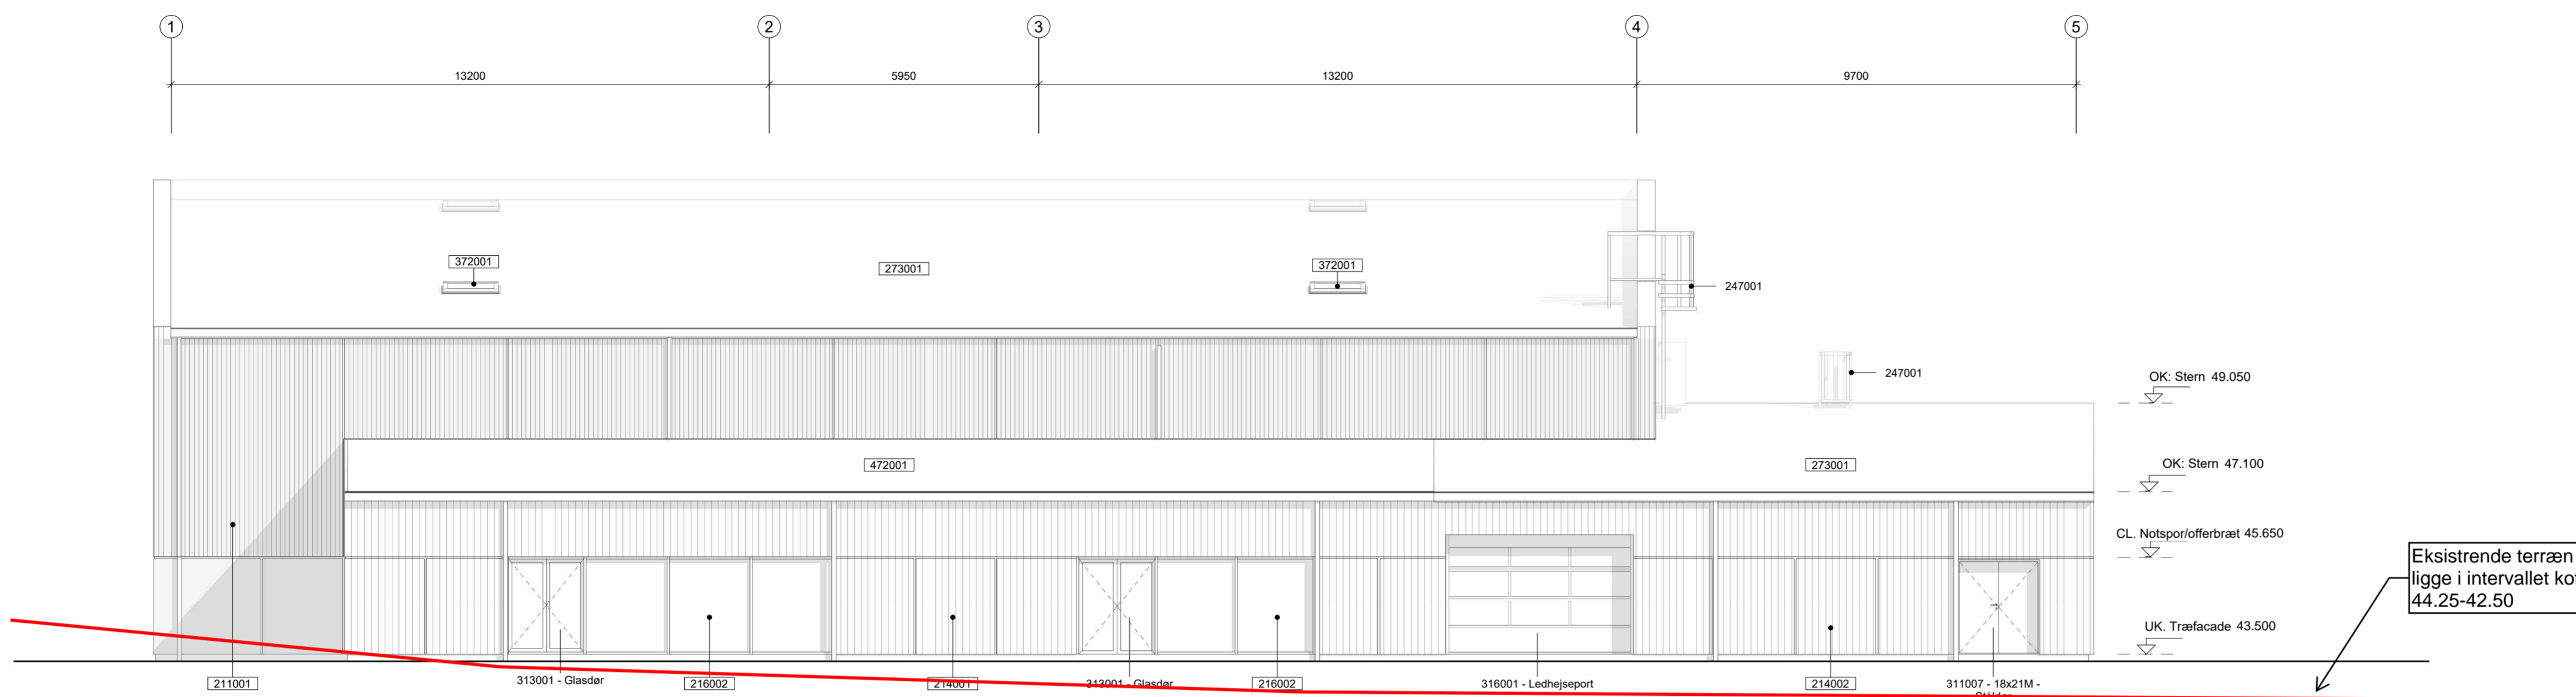 1 2 3 4 5
13200 5950 13200 9700
372001
273001
372001
247001
247001
OK: Stern 49.050
472001
273001
OK: Stern 47.100
CL. Notspor/offerbræt 45.650
Eksistrende terræn
ligge i intervallet
44.25-42.50
UK. Træfacade 43.500
211001
313001 - Glasdør
216002
214001
313001 - Glasdør
216002
316001 - Ledhejseport
214002
311007 - 18x21M -